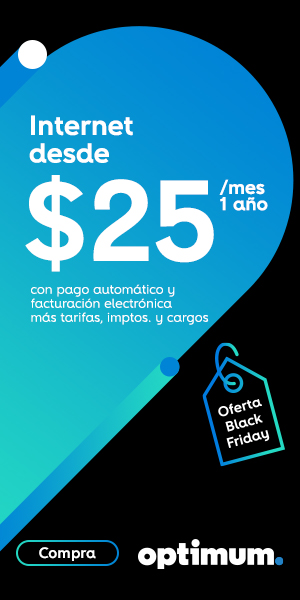 Internet
desde
$25
/mes
1 año
con pago automático y
facturación electrónica
más tarifas, imptos. y cargos
Oferta
Black
Friday
Compra
optimum.